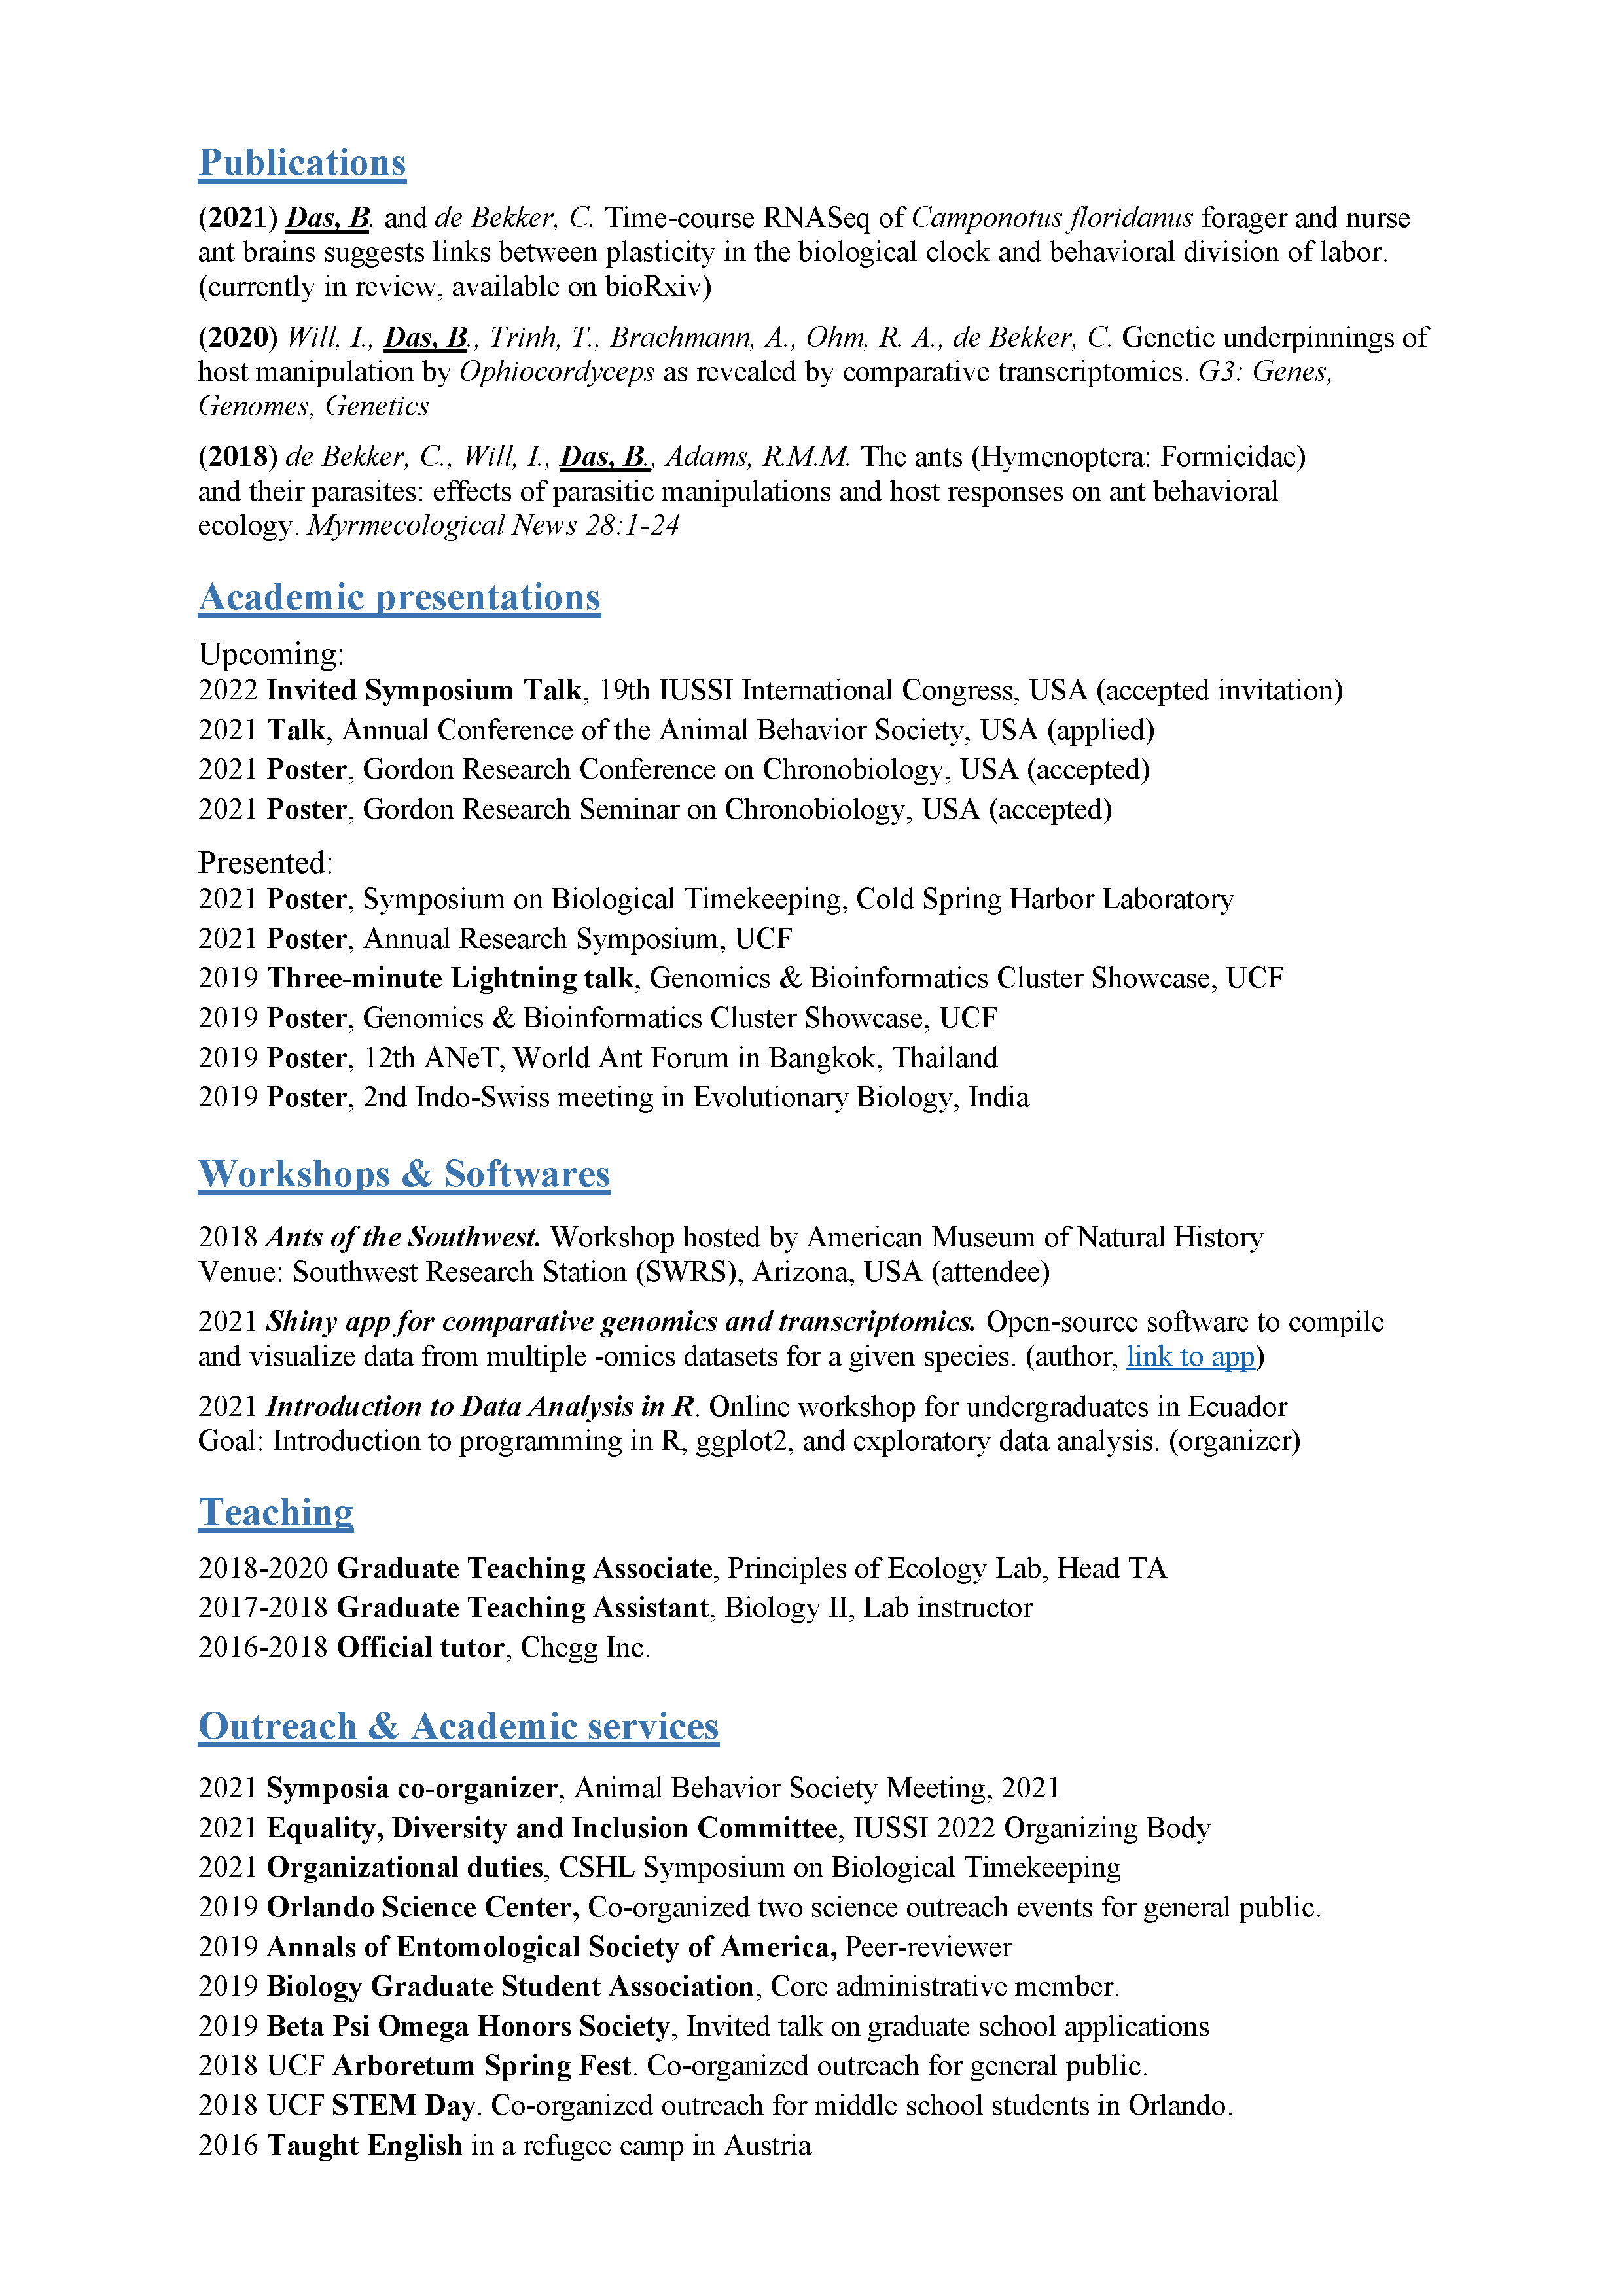 Publications
(2021) Das, B. and de Bekker, C. Time-course RNASeq of Camponotus floridanus forager and nurse
ant brains suggests links between plasticity in the biological clock and behavioral division of labor.
(currently in review, available on bioRxiv)
(2020) Will, I., Das, B., Trinh, T., Brachmann, A., Ohm, R. A., de Bekker, C. Genetic underpinnings of
host manipulation by Ophiocordyceps as revealed by comparative transcriptomics. G3: Genes,
Genomes, Genetics
(2018) de Bekker, C., Will, I., Das, B., Adams, R.M.M. The ants (Hymenoptera: Formicidae)
and their parasites: effects of parasitic manipulations and host responses on ant behavioral
ecology. Myrmecological News 28:1-24
Academic presentations
Upcoming:
2022 Invited Symposium Talk, 19th IUSSI International Congress, USA (accepted invitation)
2021 Talk, Annual Conference of the Animal Behavior Society, USA (applied)
2021 Poster, Gordon Research Conference on Chronobiology, USA (accepted)
2021 Poster, Gordon Research Seminar on Chronobiology, USA (accepted)
Presented:
2021 Poster, Symposium on Biological Timekeeping, Cold Spring Harbor Laboratory
2021 Poster, Annual Research Symposium, UCF
2019 Three-minute Lightning talk, Genomics & Bioinformatics Cluster Showcase, UCF
2019 Poster, Genomics & Bioinformatics Cluster Showcase, UCF
2019 Poster, 12th ANeT, World Ant Forum in Bangkok, Thailand
2019 Poster, 2nd Indo-Swiss meeting in Evolutionary Biology, India
Workshops & Softwares
2018 Ants of the Southwest. Workshop hosted by American Museum of Natural History
Venue: Southwest Research Station (SWRS), Arizona, USA (attendee)
2021 Shiny app for comparative genomics and transcriptomics. Open-source software to compile
and visualize data from multiple -omics datasets for a given species. (author, link to app)
2021 Introduction to Data Analysis in R. Online workshop for undergraduates in Ecuador
Goal: Introduction to programming in R, ggplot2, and exploratory data analysis. (organizer)
Teaching
2018-2020 Graduate Teaching Associate, Principles of Ecology Lab, Head TA
2017-2018 Graduate Teaching Assistant, Biology II, Lab instructor
2016-2018 Official tutor, Chegg Inc.
Outreach & Academic services
2021 Symposia co-organizer, Animal Behavior Society Meeting, 2021
2021 Equality, Diversity and Inclusion Committee, IUSSI 2022 Organizing Body
2021 Organizational duties, CSHL Symposium on Biological Timekeeping
2019 Orlando Science Center, Co-organized two science outreach events for general public.
2019 Annals of Entomological Society of America, Peer-reviewer
2019 Biology Graduate Student Association, Core administrative member.
2019 Beta Psi Omega Honors Society, Invited talk on graduate school applications
2018 UCF Arboretum Spring Fest. Co-organized outreach for general public.
2018 UCF STEM Day. Co-organized outreach for middle school students in Orlando.
2016 Taught English in a refugee camp in Austria